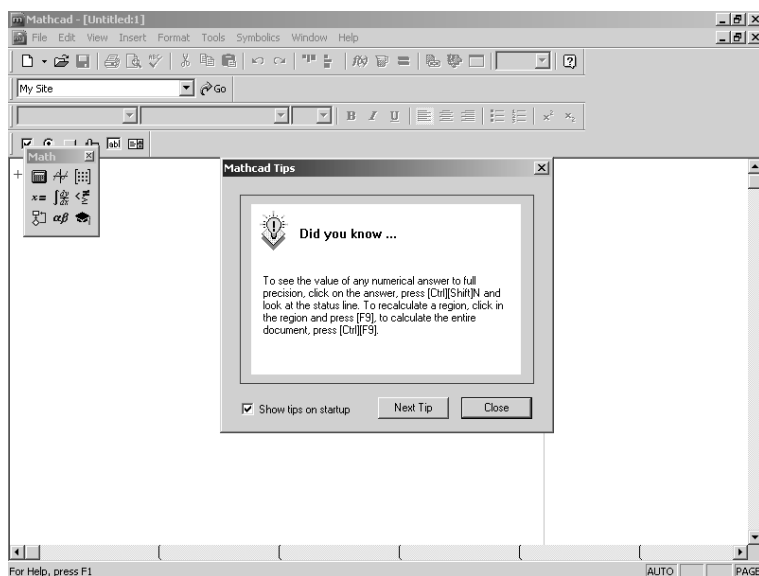 Mathcad - [Untitled:1]
File Edit View Insert Format Tools Symbolics Window Help
My Site Go
B I U x² x₂
Math
x=
αβ
Mathcad Tips
Did you know ...
To see the value of any numerical answer to full
precision, click on the answer, press [Ctrl][Shift]N and
look at the status line. To recalculate a region, click in
the region and press [F9], to calculate the entire
document, press [Ctrl][F9].
Show tips on startup Next Tip Close
For Help, press F1 AUTO PAGE